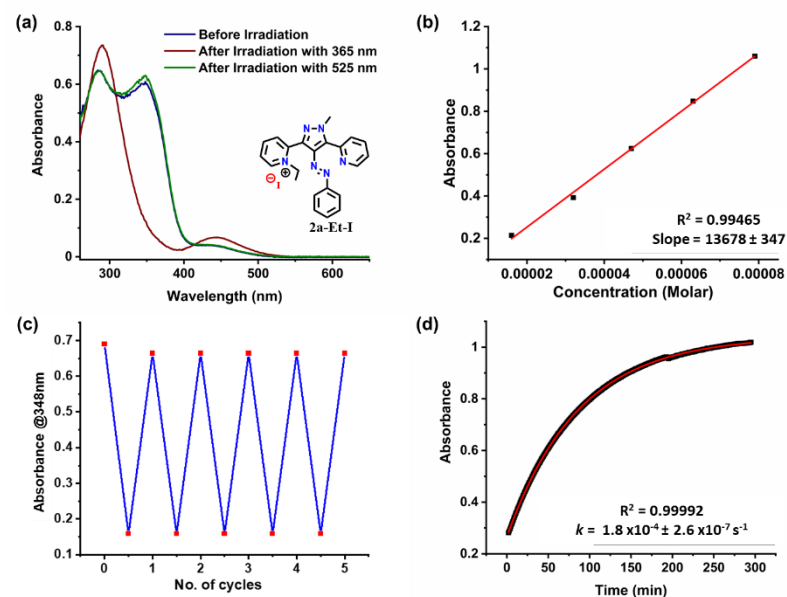 (a)
Before Irradiation
After Irradiation with 365 nm
After Irradiation with 525 nm
0.8
0.6
0.4
0.2
0.0
Absorbance
300
400
500
600
Wavelength (nm)
N
N
N
N
N
N
⊕
⊖
I
2a-Et-I
(b)
1.2
1.0
0.8
0.6
0.4
0.2
Absorbance
R² = 0.99465
Slope = 13678 ± 347
0.00002
0.00004
0.00006
0.00008
Concentration (Molar)
(c)
0.7
0.6
0.5
0.4
0.3
0.2
0.1
Absorbance @348nm
0
1
2
3
4
5
No. of cycles
(d)
1.2
1
0.8
0.6
0.4
0.2
Absorbance
R² = 0.99992
k = 1.8 x10⁻⁴ ± 2.6 x10⁻⁷ s⁻¹
0
50
100
150
200
250
300
Time (min)